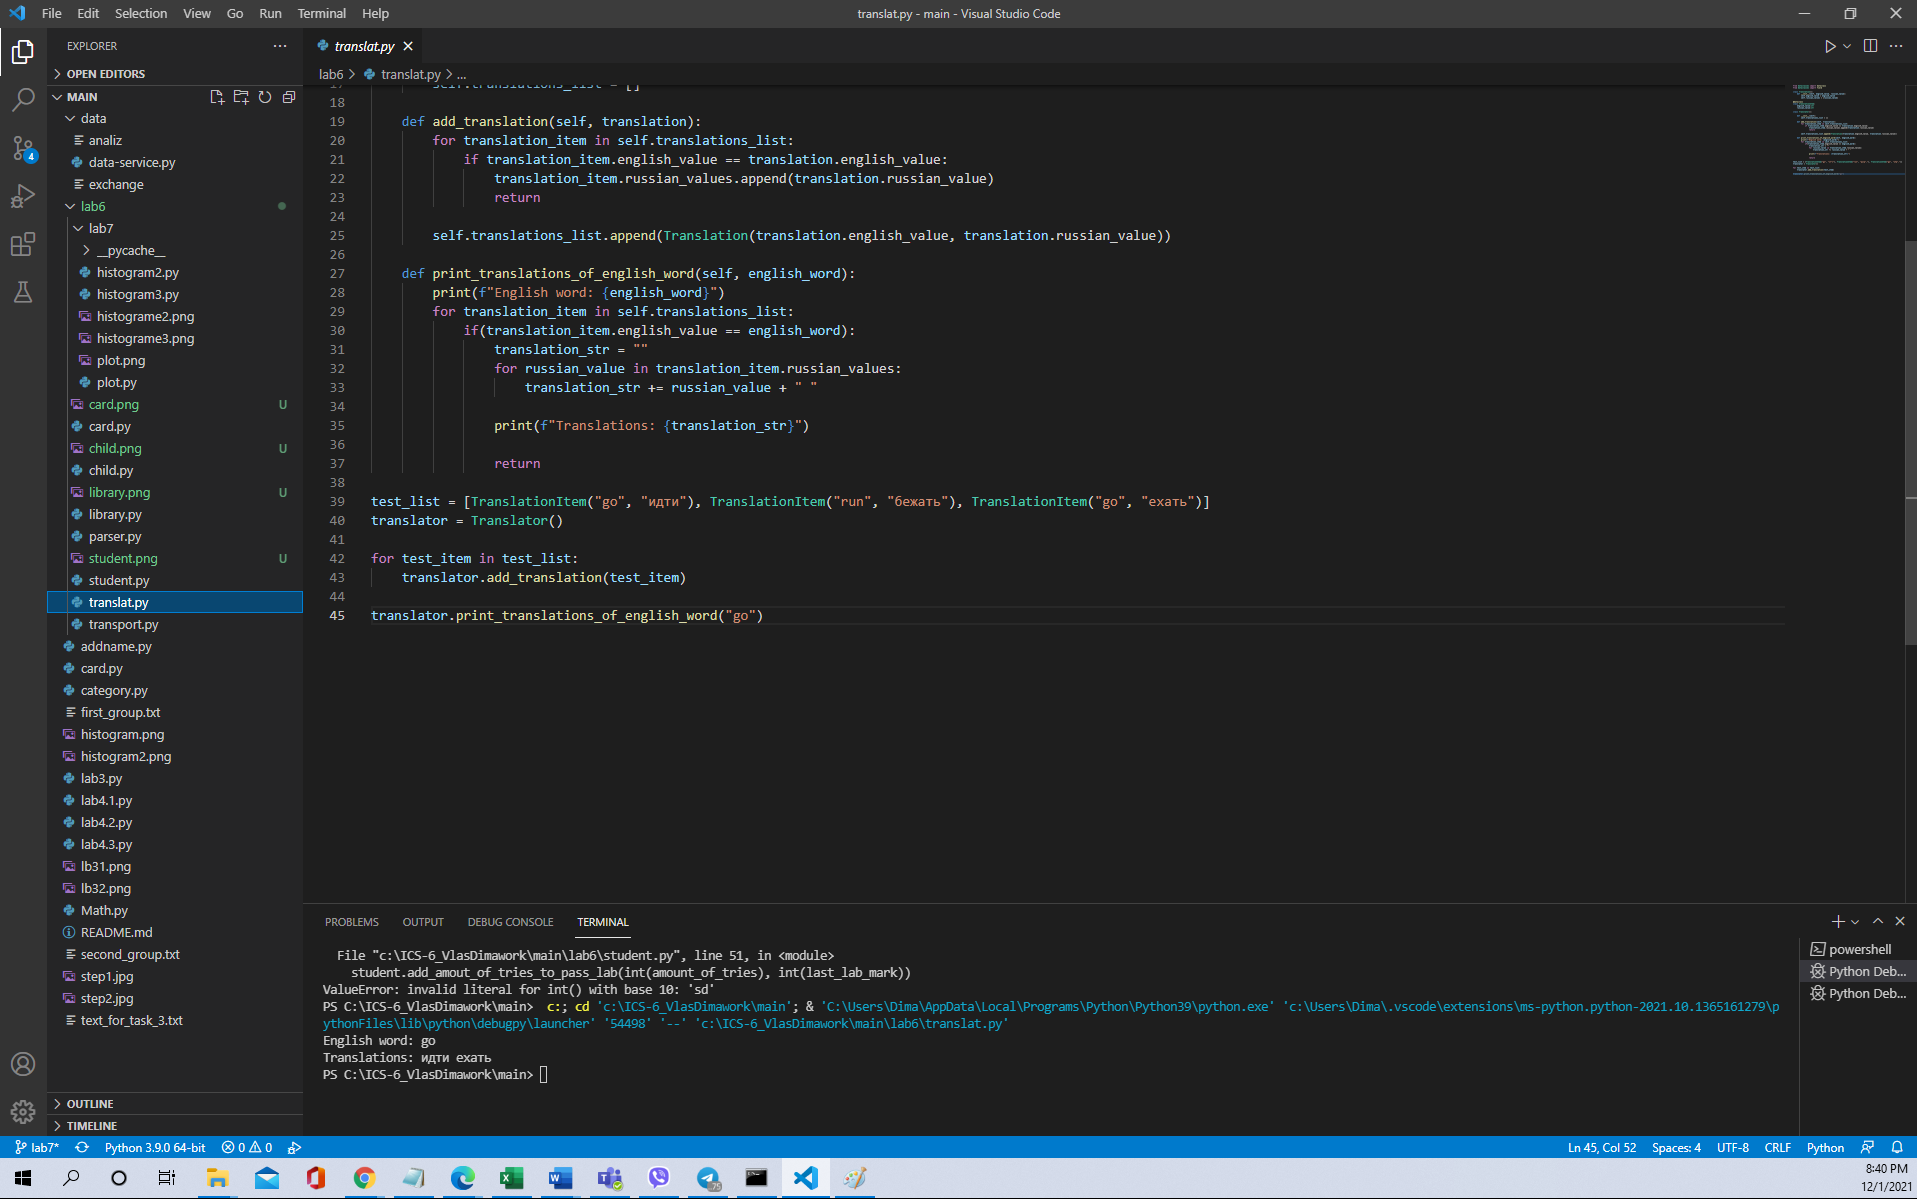 File Edit Selection View Go Run Terminal Help
translat.py - main - Visual Studio Code
EXPLORER
OPEN EDITORS
MAIN
data
analiz
data-service.py
exchange
lab6
lab7
__pycache__
histogram2.py
histogram3.py
histograme2.png
histograme3.png
plot.png
plot.py
card.png U
card.py
child.png U
child.py
library.png U
library.py
parser.py
student.png U
student.py
translat.py
transport.py
addname.py
card.py
category.py
first_group.txt
histogram.png
histogram2.png
lab3.py
lab4.1.py
lab4.2.py
lab4.3.py
lb31.png
lb32.png
Math.py
README.md
second_group.txt
step1.jpg
step2.jpg
text_for_task_3.txt
OUTLINE
TIMELINE
translat.py
lab6 > translat.py > ...
17 self.translations_list = []
18
19 def add_translation(self, translation):
20 for translation_item in self.translations_list:
21 if translation_item.english_value == translation.english_value:
22 translation_item.russian_values.append(translation.russian_value)
23 return
24
25 self.translations_list.append(Translation(translation.english_value, translation.russian_value))
26
27 def print_translations_of_english_word(self, english_word):
28 print(f"English word: {english_word}")
29 for translation_item in self.translations_list:
30 if(translation_item.english_value == english_word):
31 translation_str = ""
32 for russian_value in translation_item.russian_values:
33 translation_str += russian_value + " "
34
35 print(f"Translations: {translation_str}")
36
37 return
38
39 test_list = [TranslationItem("go", "идти"), TranslationItem("run", "бежать"), TranslationItem("go", "ехать")]
40 translator = Translator()
41
42 for test_item in test_list:
43 translator.add_translation(test_item)
44
45 translator.print_translations_of_english_word("go")
PROBLEMS OUTPUT DEBUG CONSOLE TERMINAL
File "c:\ICS-6_VlasDimawork\main\lab6\student.py", line 51, in <module>
student.add_amout_of_tries_to_pass_lab(int(amount_of_tries), int(last_lab_mark))
ValueError: invalid literal for int() with base 10: 'sd'
PS C:\ICS-6_VlasDimawork\main> c:; cd 'c:\ICS-6_VlasDimawork\main'; & 'C:\Users\Dima\AppData\Local\Programs\Python\Python39\python.exe' 'c:\Users\Dima\.vscode\extensions\ms-python.python-2021.10.1365161279\p
ythonFiles\lib\python\debugpy\launcher' '54498' '--' 'c:\ICS-6_VlasDimawork\main\lab6\translat.py'
English word: go
Translations: идти ехать
PS C:\ICS-6_VlasDimawork\main>
powershell
Python Deb...
Python Deb...
4
lab7* Python 3.9.0 64-bit 0 0
Ln 45, Col 52 Spaces: 4 UTF-8 CRLF Python
75
8:40 PM
12/1/2021